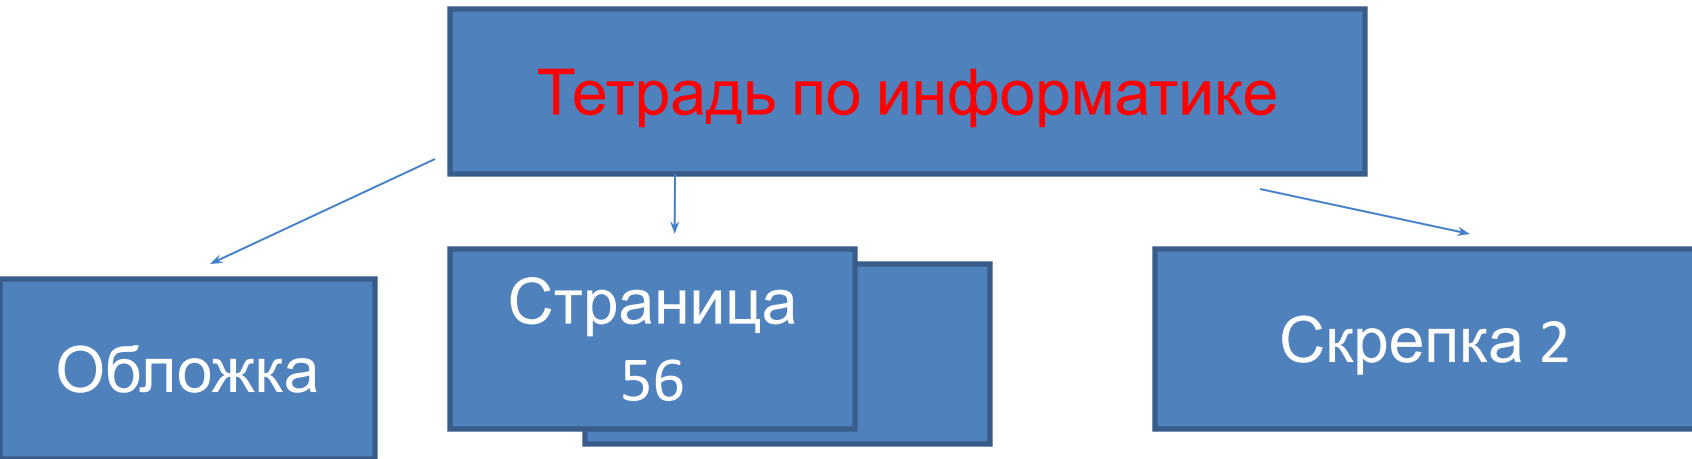 Тетрадь по информатике
Обложка
Страница
56
Скрепка 2